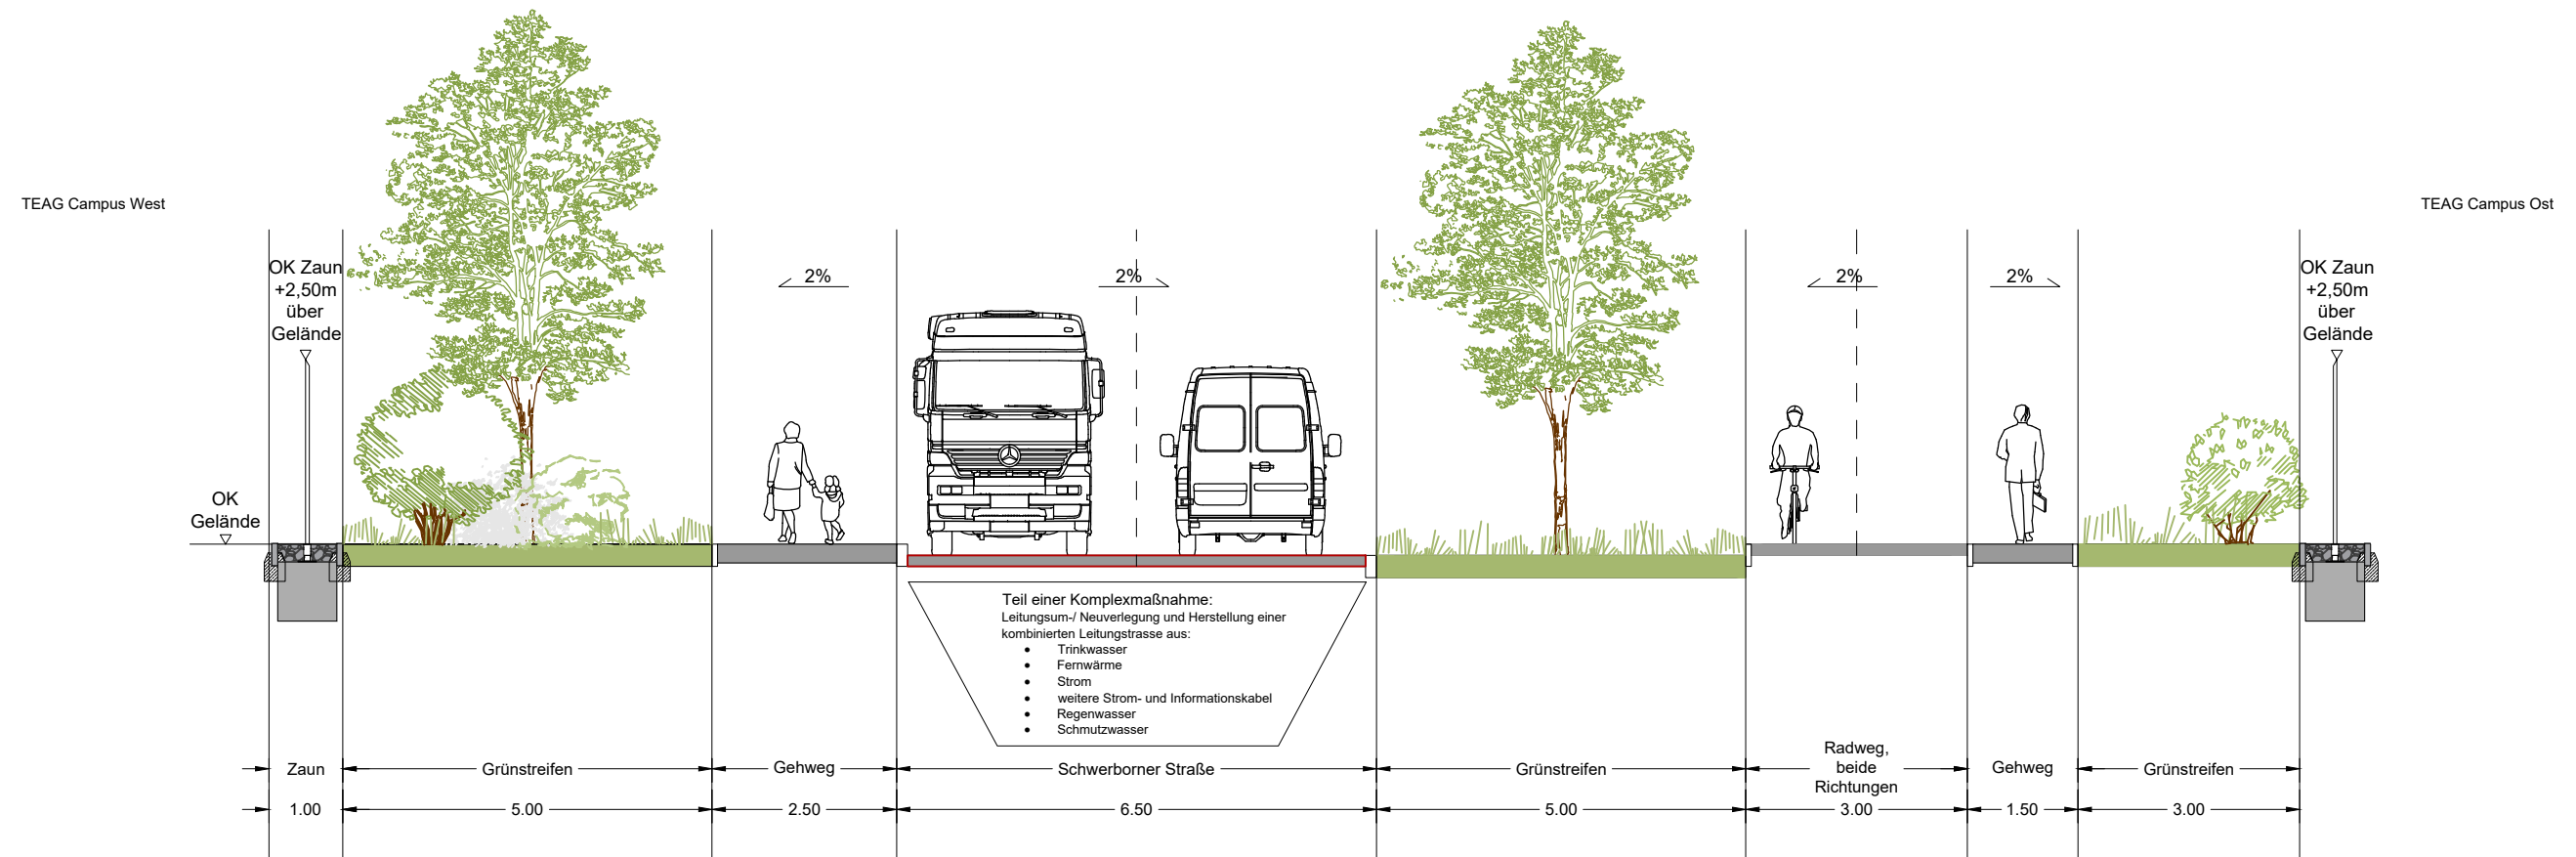 TEAG Campus West
TEAG Campus Ost
OK Zaun
+2,50m
über
Gelände
2%
2%
2%
2%
OK Zaun
+2,50m
über
Gelände
OK
Gelände
Teil einer Komplexmaßnahme:
Leitungsum-/ Neuverlegung und Herstellung einer
kombinierten Leitungstrasse aus:
• Trinkwasser
• Fernwärme
• Strom
• weitere Strom- und Informationskabel
• Regenwasser
• Schmutzwasser
Zaun
Grünstreifen
Gehweg
Schwerborner Straße
Grünstreifen
Radweg,
beide
Richtungen
Gehweg
Grünstreifen
1.00
5.00
2.50
6.50
5.00
3.00
1.50
3.00